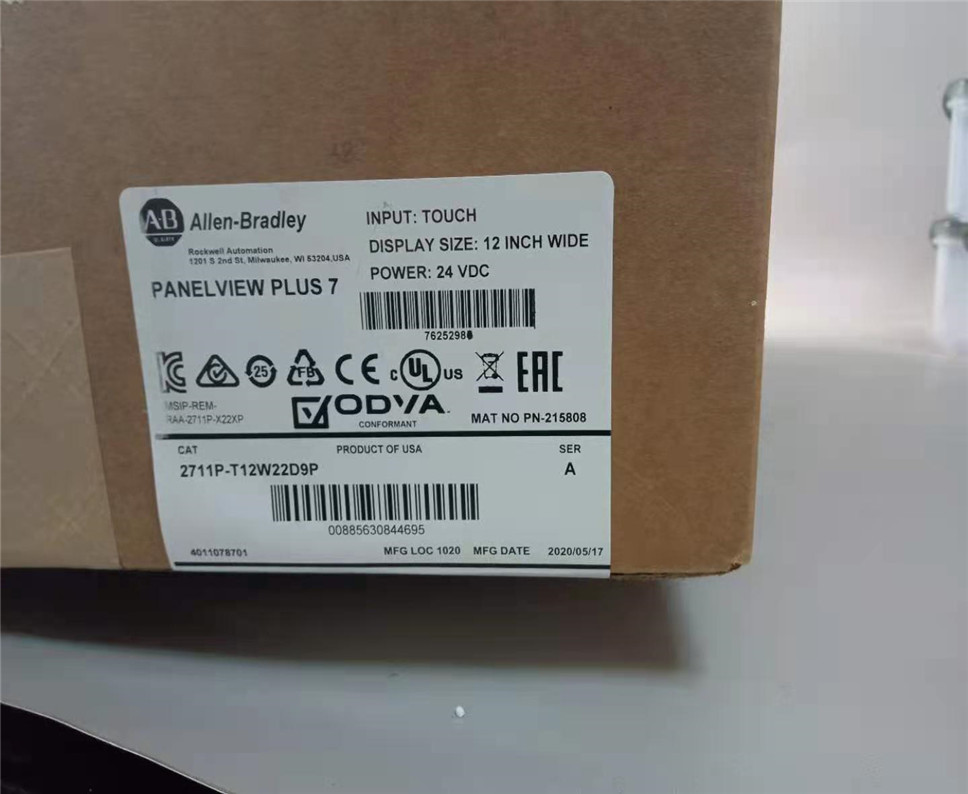 A·B
Allen-Bradley
Rockwell Automation
1201 S 2nd St, Milwaukee, WI 53204,USA
PANELVIEW PLUS 7
INPUT: TOUCH
DISPLAY SIZE: 12 INCH WIDE
POWER: 24 VDC
7625298
25
FB
CE
c UL US
EAC
MSIP-REM-
RAA-2711P-X22XP
ODVA
CONFORMANT
MAT NO PN-215808
CAT
PRODUCT OF USA
SER
2711P-T12W22D9P
A
00885630844695
4011078701
MFG LOC 1020 MFG DATE 2020/05/17